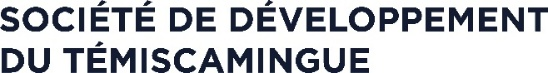 SOCIÉTÉ DE DÉVELOPPEMENT
DU TÉMISCAMINGUE